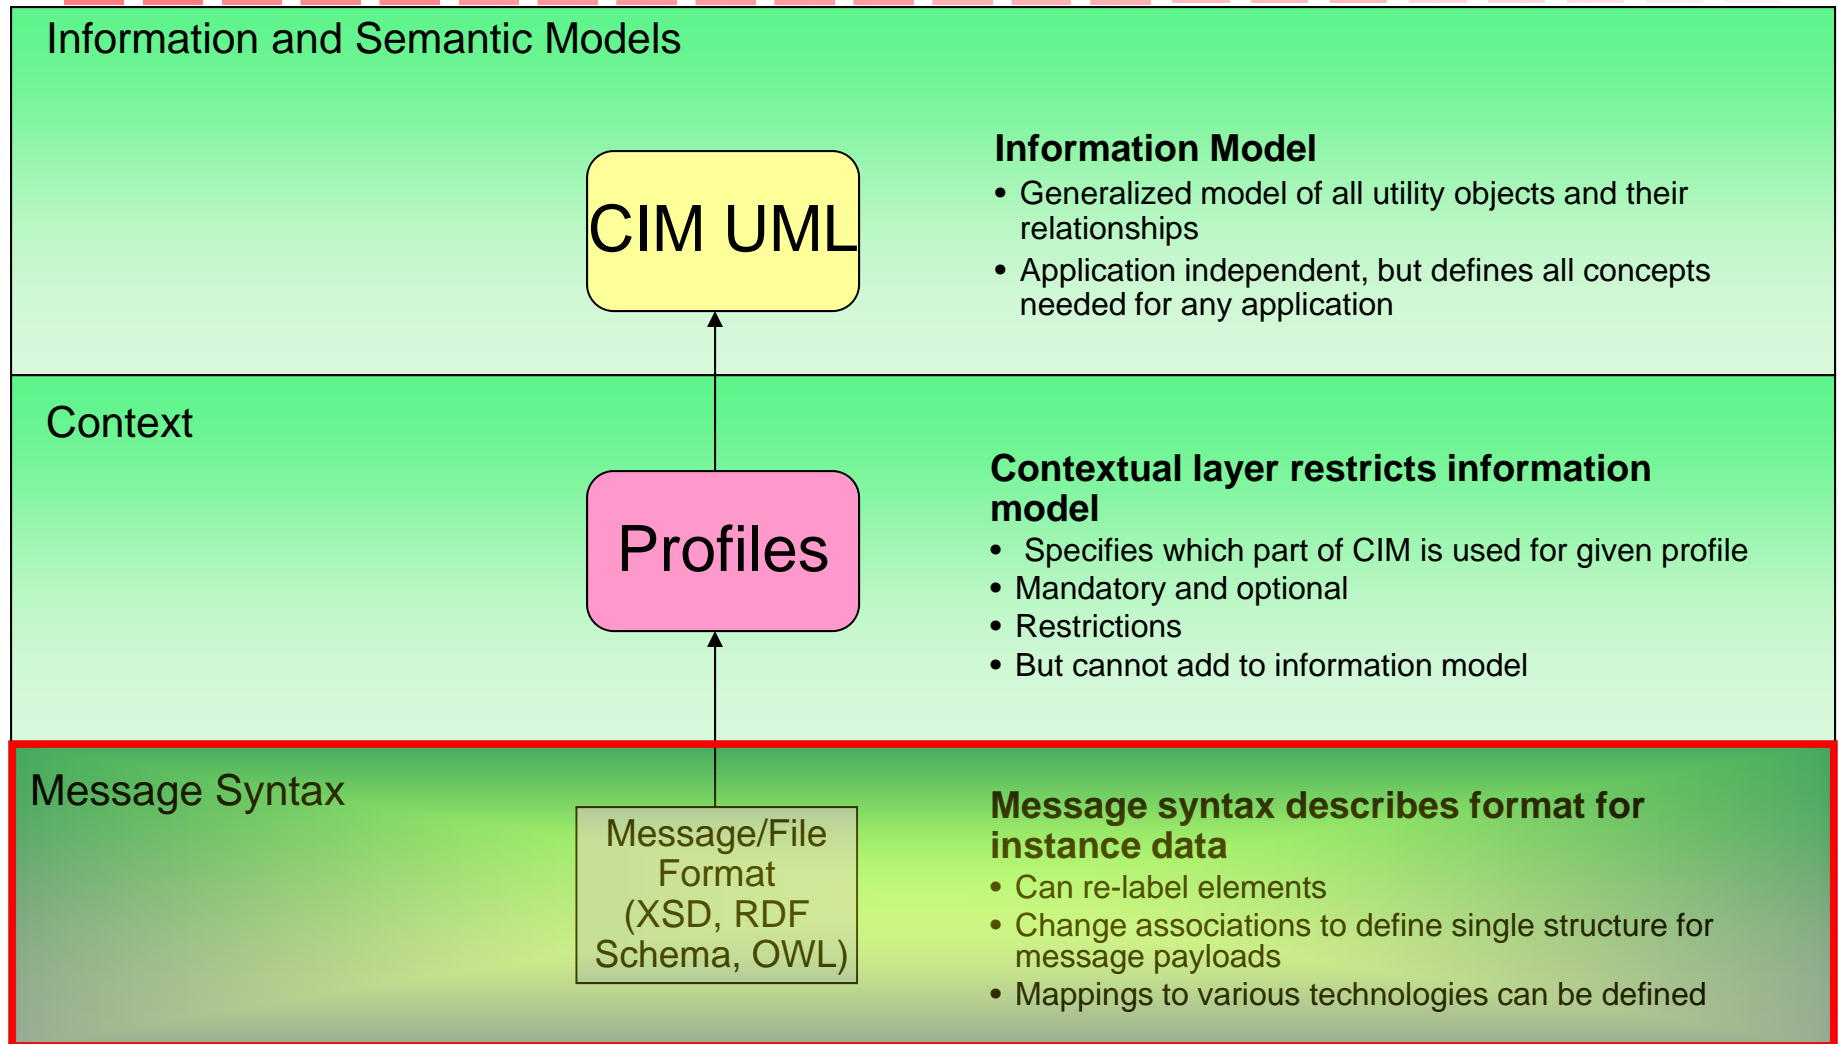 Information and Semantic Models
CIM UML
Information Model
• Generalized model of all utility objects and their
relationships
• Application independent, but defines all concepts
needed for any application
Context
Profiles
Contextual layer restricts information
model
• Specifies which part of CIM is used for given profile
• Mandatory and optional
• Restrictions
• But cannot add to information model
Message Syntax
Message/File
Format
(XSD, RDF
Schema, OWL)
Message syntax describes format for
instance data
• Can re-label elements
• Change associations to define single structure for
message payloads
• Mappings to various technologies can be defined